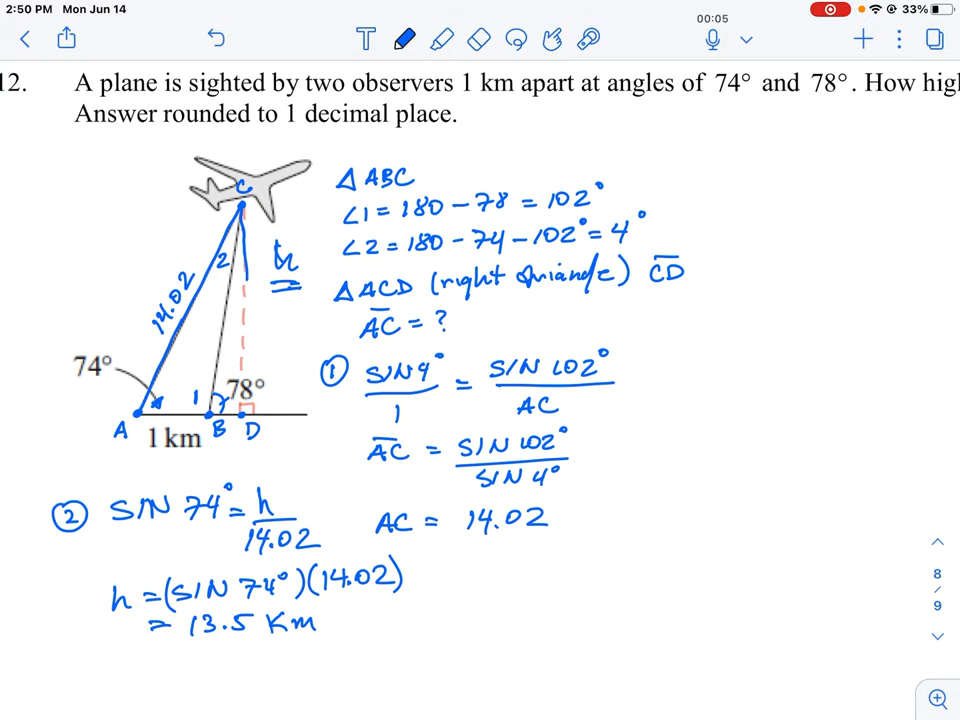 2:50 PM Mon Jun 14
00:05
33%
T
12. A plane is sighted by two observers 1 km apart at angles of 74° and 78°. How
Answer rounded to 1 decimal place.
C
2
h
14.02
74°
1
78°
A
1 km
B
D
△ ABC
∠1 = 180 - 78 = 102°
∠2 = 180 - 74 - 102° = 4°
△ ACD (right triangle) CD
AC = ?
① SIN 4° / 1 = SIN 102° / AC
AC = SIN 102° / SIN 4°
AC = 14.02
② SIN 74° = h / 14.02
h = (SIN 74°)(14.02)
= 13.5 Km
8
/
9